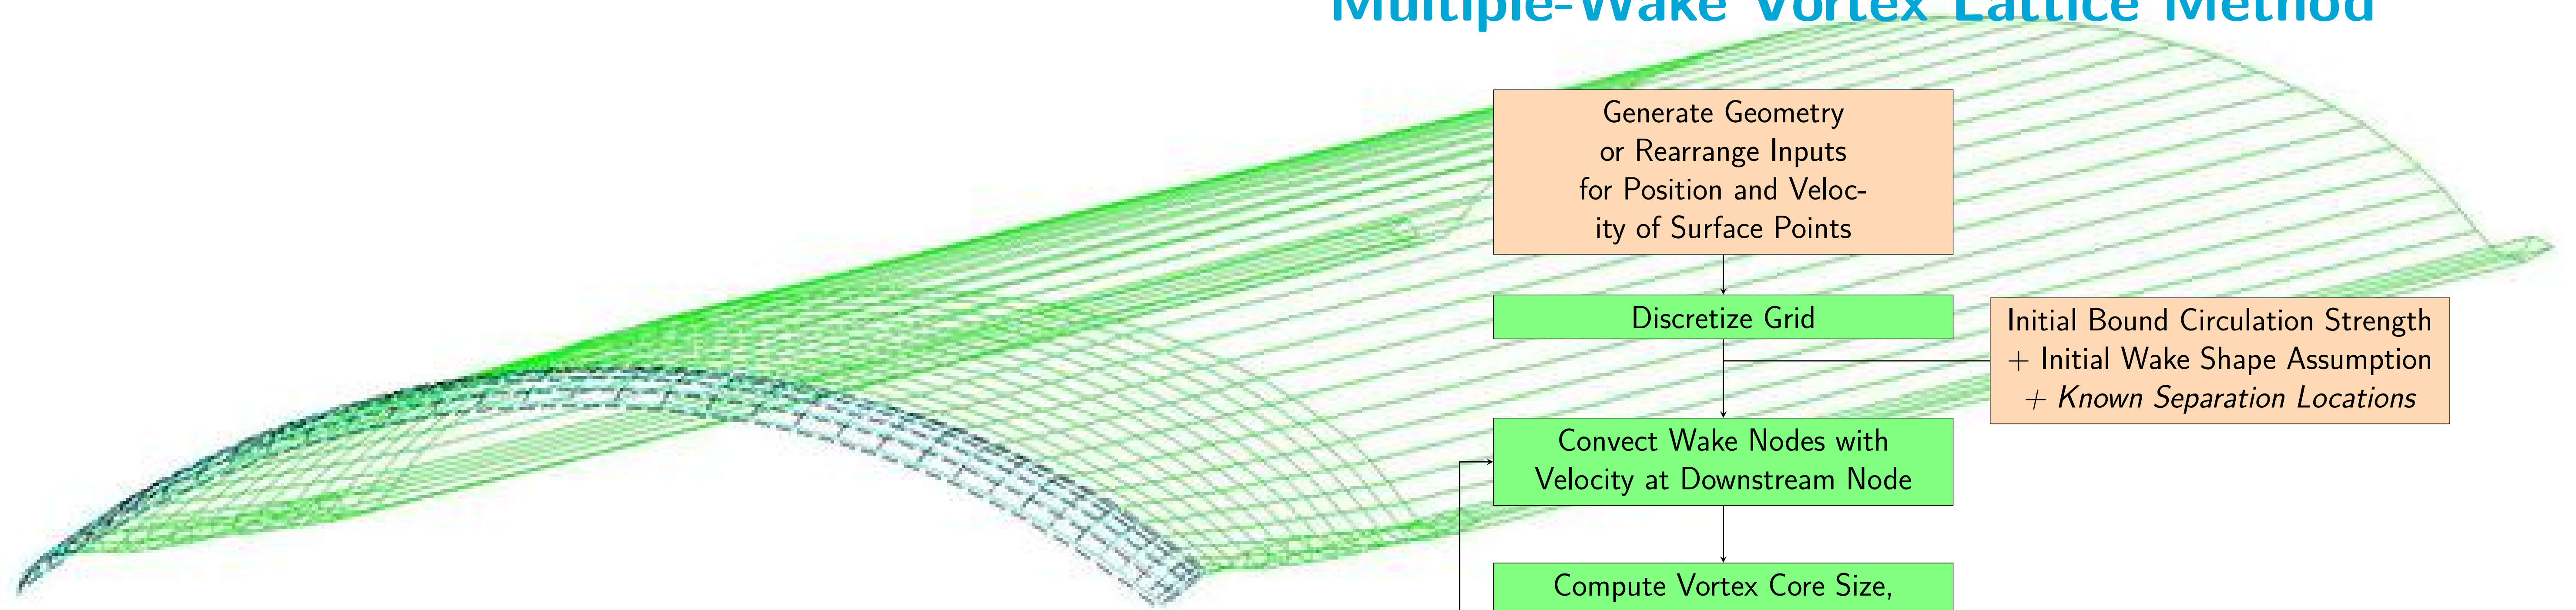 Multiple-Wake Vortex Lattice Method
Generate Geometry
or Rearrange Inputs
for Position and Veloc-
ity of Surface Points
Discretize Grid
Initial Bound Circulation Strength
+ Initial Wake Shape Assumption
+ Known Separation Locations
Convect Wake Nodes with
Velocity at Downstream Node
Compute Vortex Core Size,